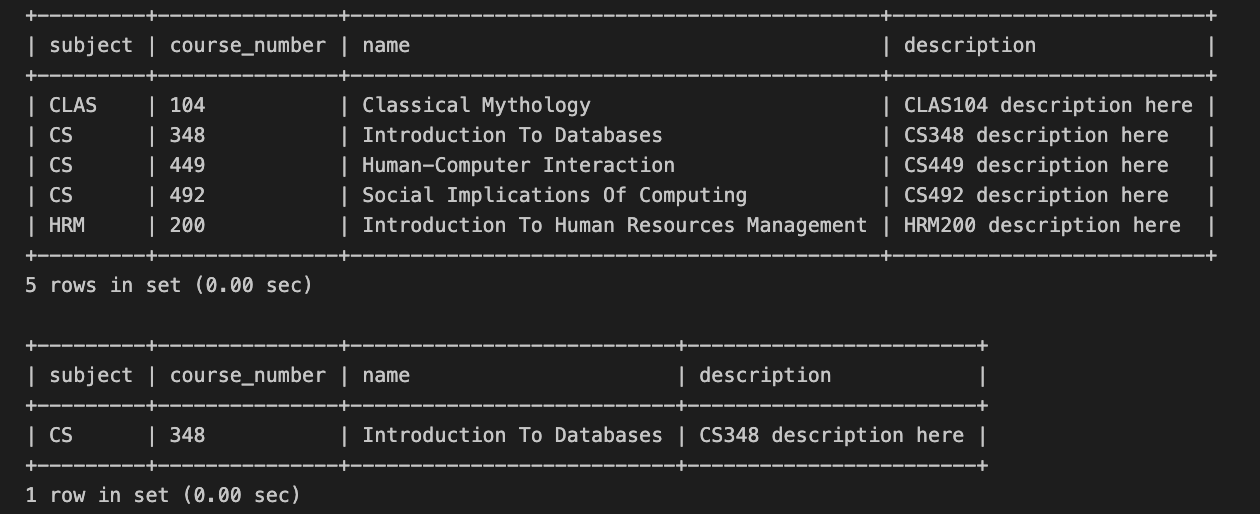 +---------+---------------+--------------------------------------------+--------------------------+
| subject | course_number | name                                       | description              |
+---------+---------------+--------------------------------------------+--------------------------+
| CLAS    | 104           | Classical Mythology                        | CLAS104 description here |
| CS      | 348           | Introduction To Databases                  | CS348 description here   |
| CS      | 449           | Human-Computer Interaction                 | CS449 description here   |
| CS      | 492           | Social Implications Of Computing           | CS492 description here   |
| HRM     | 200           | Introduction To Human Resources Management | HRM200 description here  |
+---------+---------------+--------------------------------------------+--------------------------+
5 rows in set (0.00 sec)

+---------+---------------+---------------------------+------------------------+
| subject | course_number | name                      | description            |
+---------+---------------+---------------------------+------------------------+
| CS      | 348           | Introduction To Databases | CS348 description here |
+---------+---------------+---------------------------+------------------------+
1 row in set (0.00 sec)